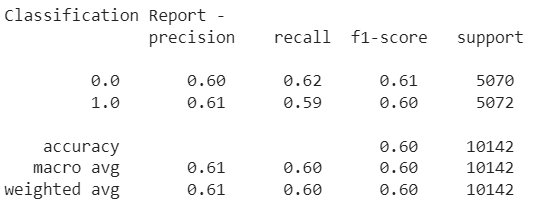 Classification Report -
precision recall f1-score support
0.0 0.60 0.62 0.61 5070
1.0 0.61 0.59 0.60 5072
accuracy 0.60 10142
macro avg 0.61 0.60 0.60 10142
weighted avg 0.61 0.60 0.60 10142